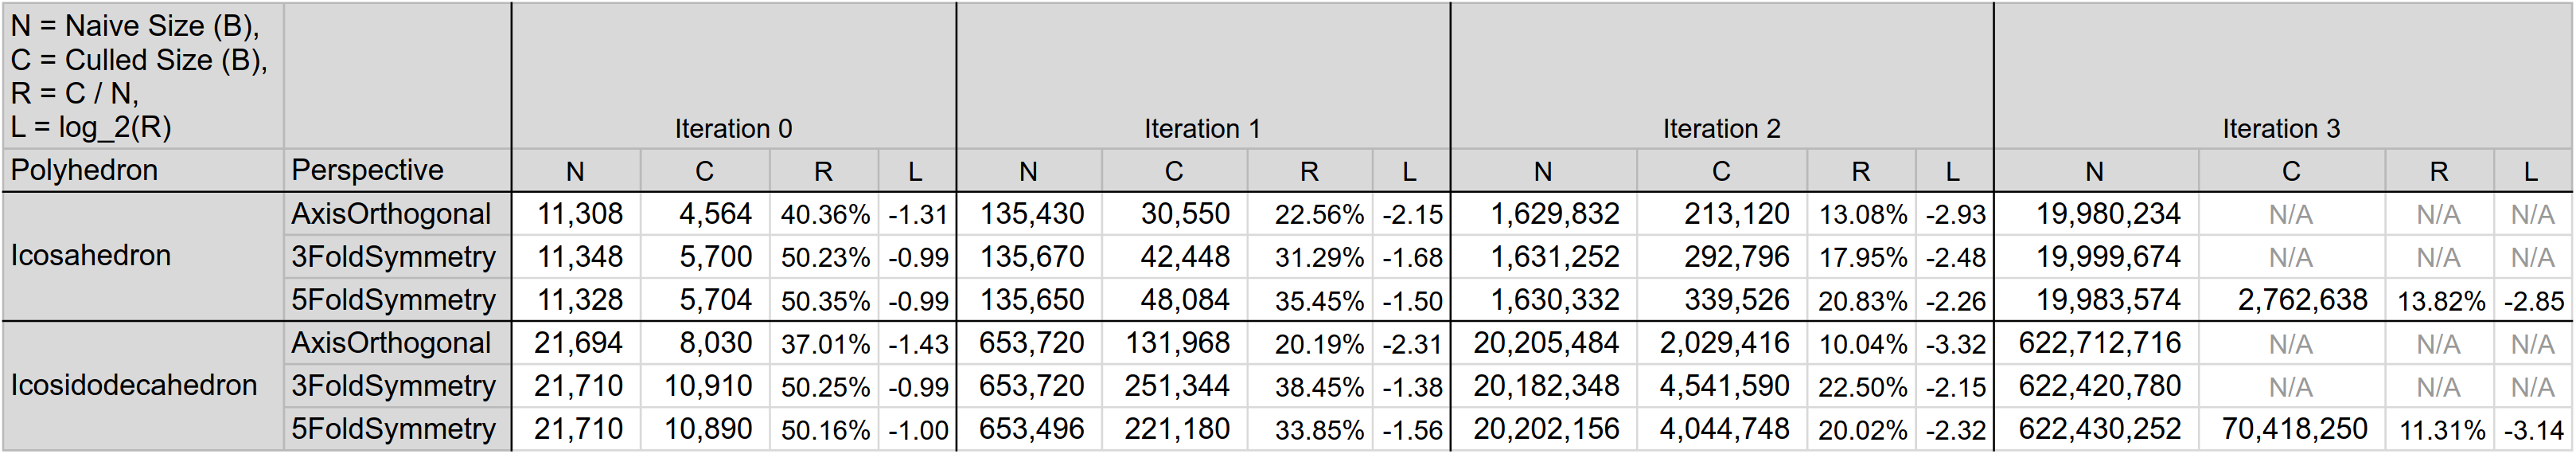 N = Naive Size (B),
C = Culled Size (B),
R = C / N,
L = log_2(R)
Iteration 0 Iteration 1 Iteration 2 Iteration 3
Polyhedron Perspective N C R L N C R L N C R L N C R L
Icosahedron
AxisOrthogonal 11,308 4,564 40.36% -1.31 135,430 30,550 22.56% -2.15 1,629,832 213,120 13.08% -2.93 19,980,234 N/A N/A N/A
3FoldSymmetry 11,348 5,700 50.23% -0.99 135,670 42,448 31.29% -1.68 1,631,252 292,796 17.95% -2.48 19,999,674 N/A N/A N/A
5FoldSymmetry 11,328 5,704 50.35% -0.99 135,650 48,084 35.45% -1.50 1,630,332 339,526 20.83% -2.26 19,983,574 2,762,638 13.82% -2.85
Icosidodecahedron
AxisOrthogonal 21,694 8,030 37.01% -1.43 653,720 131,968 20.19% -2.31 20,205,484 2,029,416 10.04% -3.32 622,712,716 N/A N/A N/A
3FoldSymmetry 21,710 10,910 50.25% -0.99 653,720 251,344 38.45% -1.38 20,182,348 4,541,590 22.50% -2.15 622,420,780 N/A N/A N/A
5FoldSymmetry 21,710 10,890 50.16% -1.00 653,496 221,180 33.85% -1.56 20,202,156 4,044,748 20.02% -2.32 622,430,252 70,418,250 11.31% -3.14